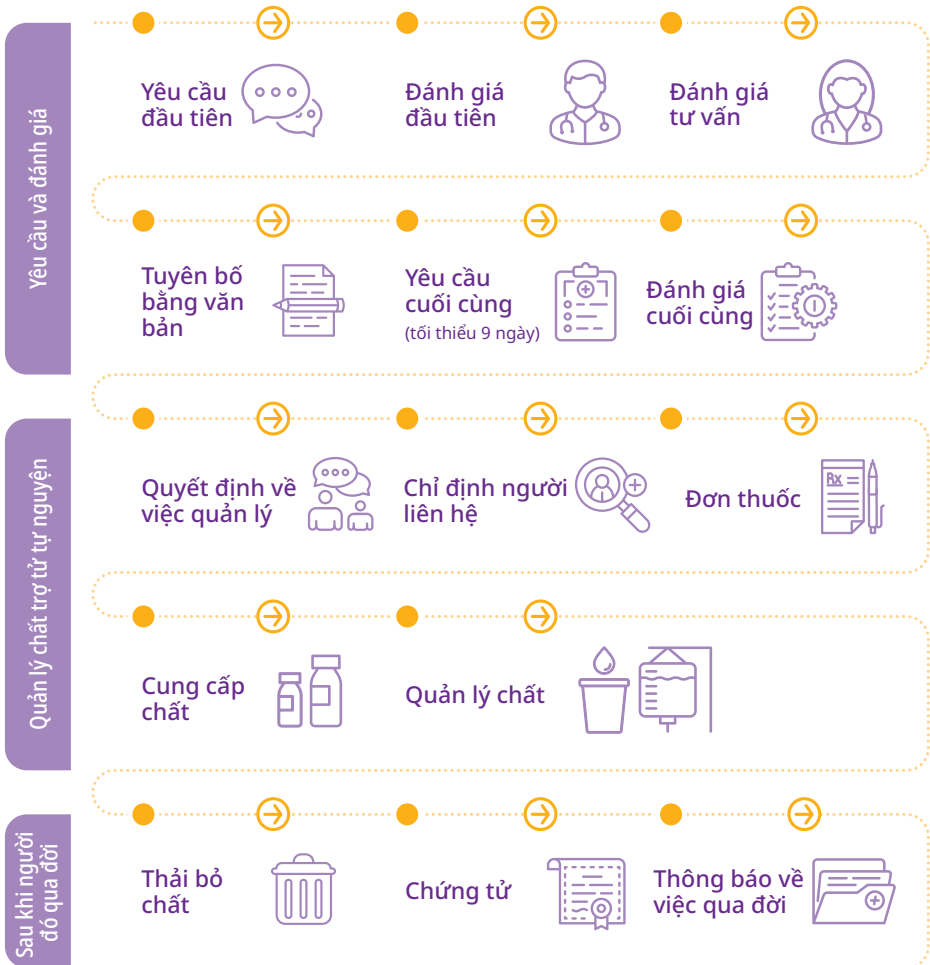 Yêu cầu và đánh giá
Yêu cầu
đầu tiên
Đánh giá
đầu tiên
Đánh giá
tư vấn
Tuyên bố
bằng văn
bản
Yêu cầu
cuối cùng
(tối thiểu 9 ngày)
Đánh giá
cuối cùng
Quản lý chất trợ tử tự nguyện
Quyết định về
việc quản lý
Chỉ định người
liên hệ
Đơn thuốc
Rx
Cung cấp
chất
Quản lý chất
Sau khi người
đó qua đời
Thải bỏ
chất
Chứng tử
Thông báo về
việc qua đời